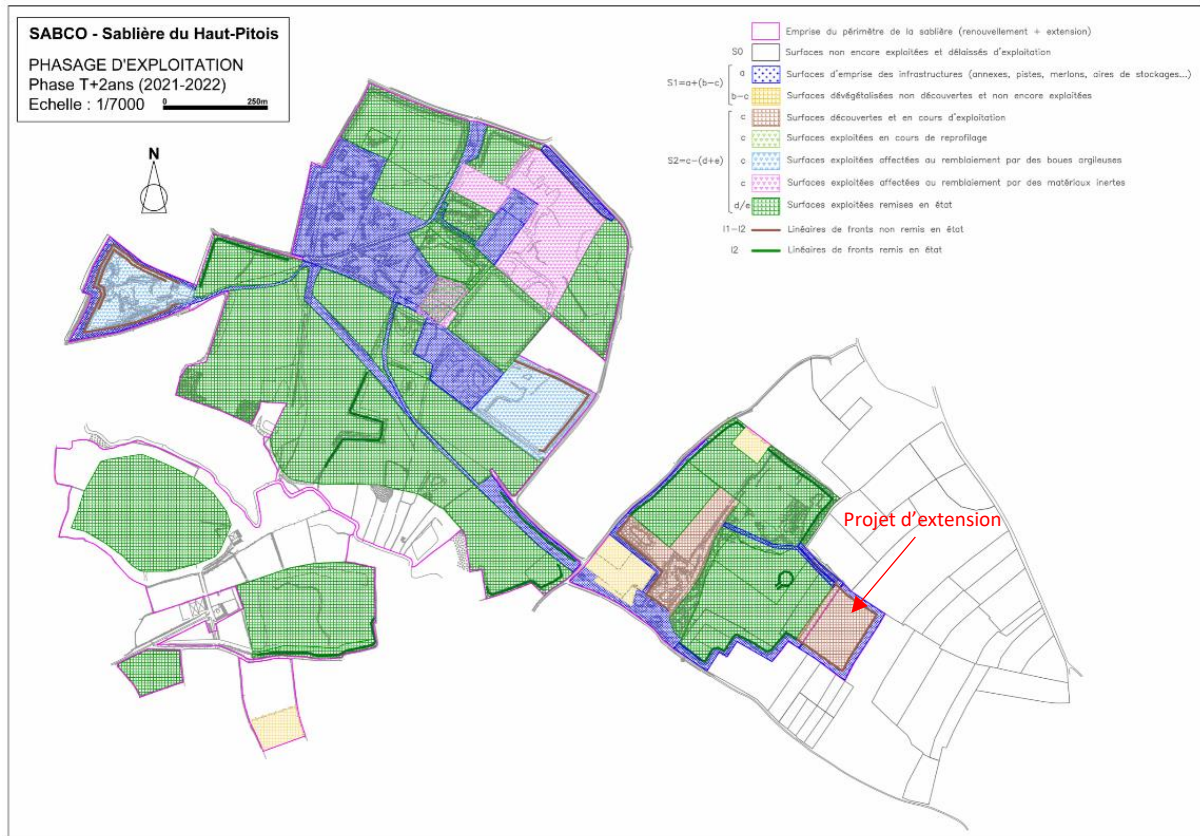 SABCO - Sablière du Haut-Pitois
PHASAGE D'EXPLOITATION
Phase T+2ans (2021-2022)
Echelle : 1/7000 0 250m
N
Emprise du périmètre de la sablière (renouvellement + extension)
S0 Surfaces non encore exploitées et délaissés d'exploitation
S1=a+(b-c)
a Surfaces d'emprise des infrastructures (annexes, pistes, merlons, aires de stockages...)
b-c Surfaces dévégétalisées non découvertes et non encore exploitées
S2=c-(d+e)
c Surfaces découvertes et en cours d'exploitation
c Surfaces exploitées en cours de reprofilage
c Surfaces exploitées affectées au remblaiement par des boues argileuses
c Surfaces exploitées affectées au remblaiement par des matériaux inertes
d/e Surfaces exploitées remises en état
l1-l2 Linéaires de fronts non remis en état
l2 Linéaires de fronts remis en état
Projet d'extension